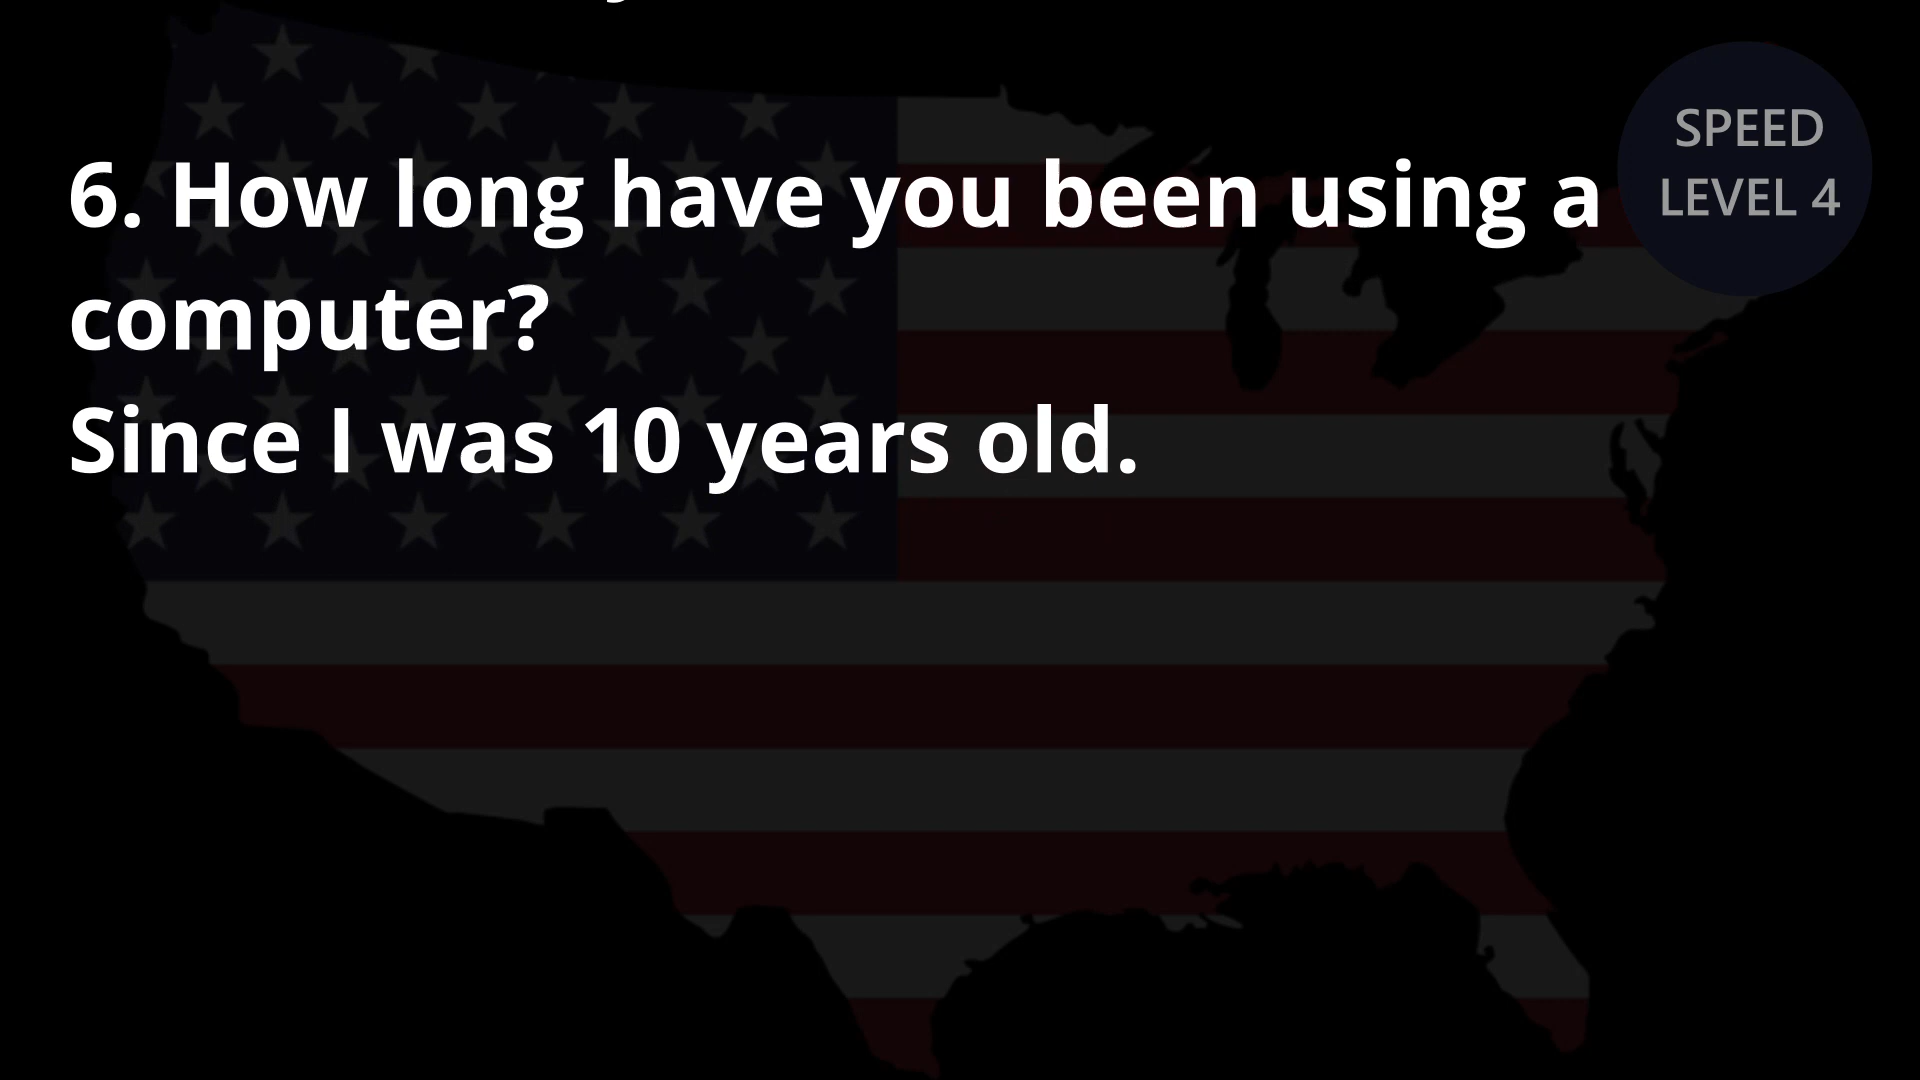 6. How long have you been using a
computer?
Since I was 10 years old.
SPEED
LEVEL 4